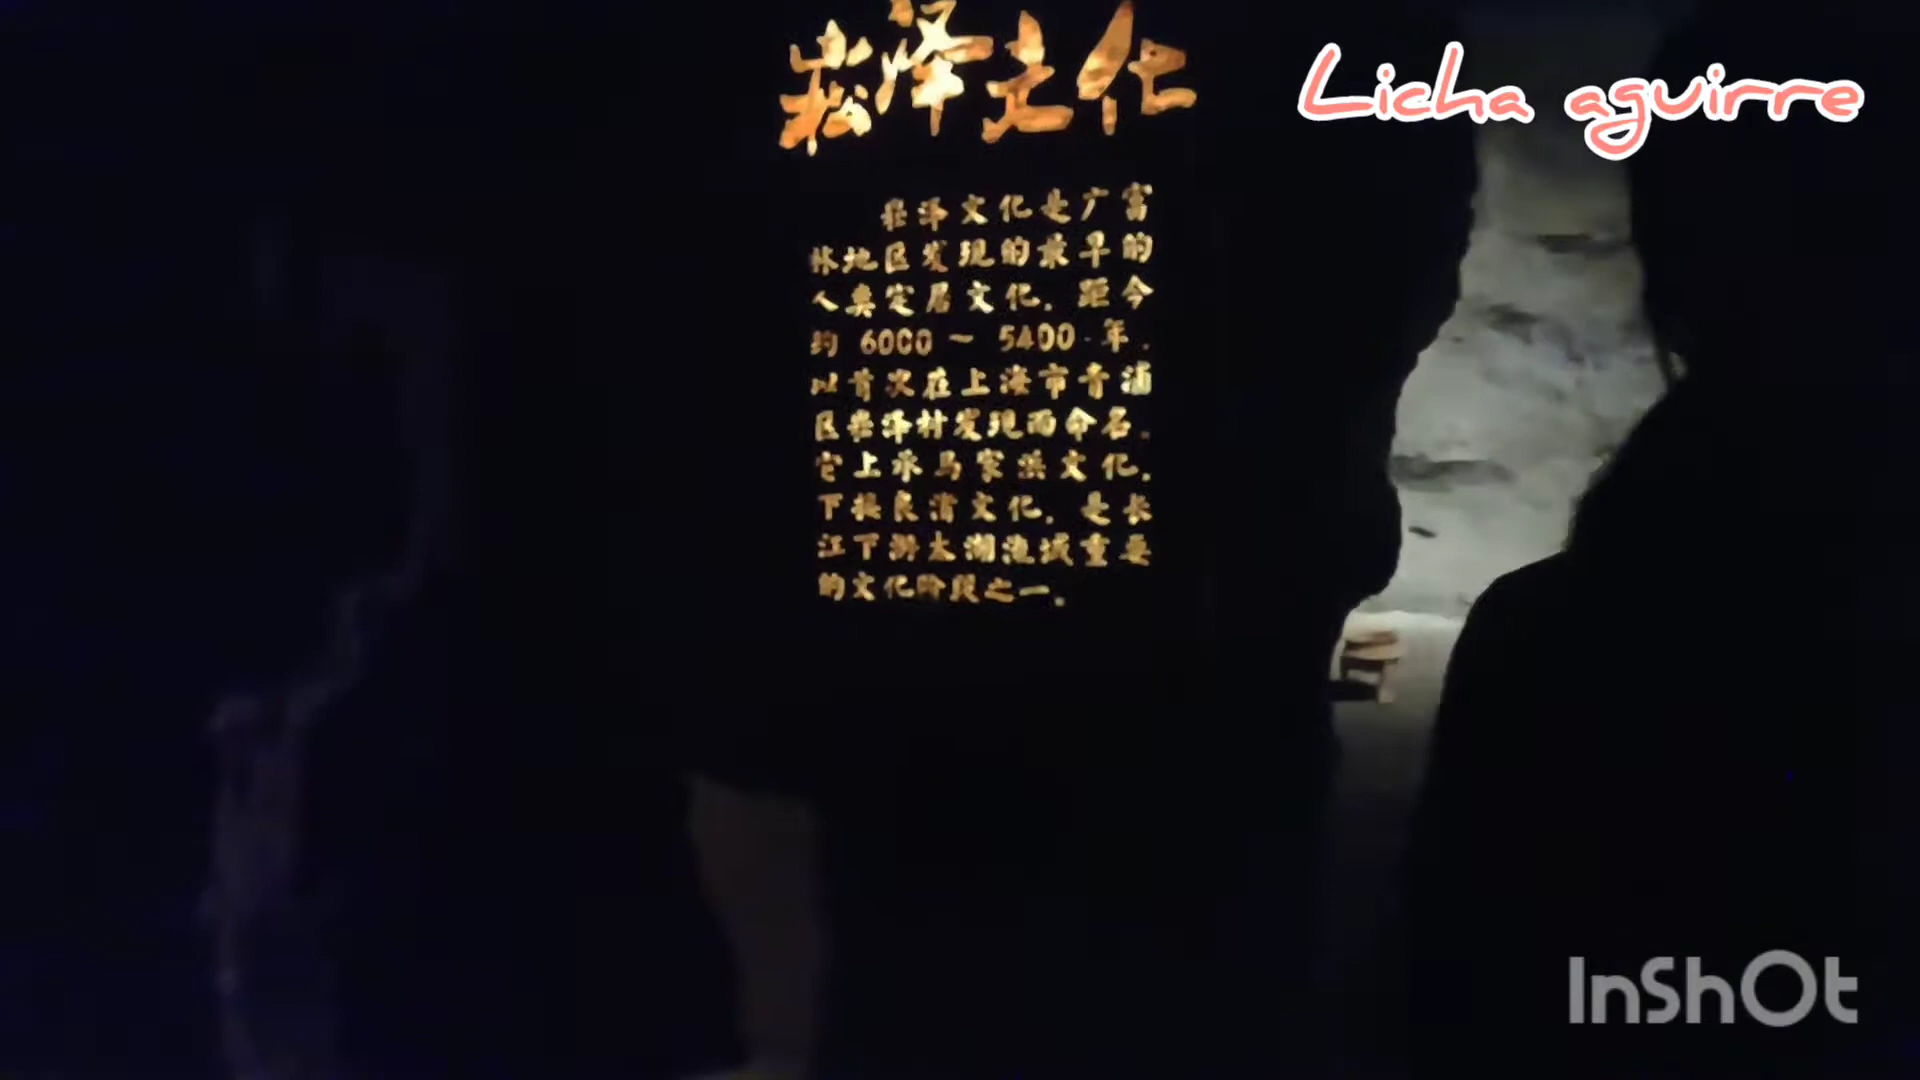 崧泽文化
Licha aguirre
崧泽文化是广富
林地区发现的最早的
人类定居文化，距今
约 6000 ~ 5400 年，
以首次在上海市青浦
区崧泽村发现而命名。
它上承马家浜文化，
下接良渚文化，是长
江下游太湖流域重要
的文化阶段之一。
InShOt